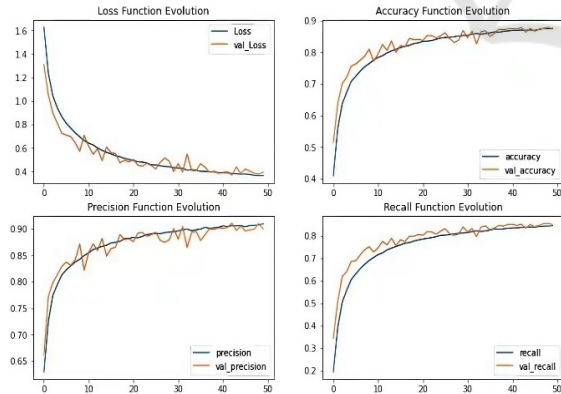 Loss Function Evolution
1.6
1.4
1.2
1.0
0.8
0.6
0.4
0 10 20 30 40 50
Loss
val_Loss
Accuracy Function Evolution
0.9
0.8
0.7
0.6
0.5
0.4
0 10 20 30 40 50
accuracy
val_accuracy
Precision Function Evolution
0.90
0.85
0.80
0.75
0.70
0.65
0 10 20 30 40 50
precision
val_precision
Recall Function Evolution
0.8
0.7
0.6
0.5
0.4
0.3
0.2
0 10 20 30 40 50
recall
val_recall